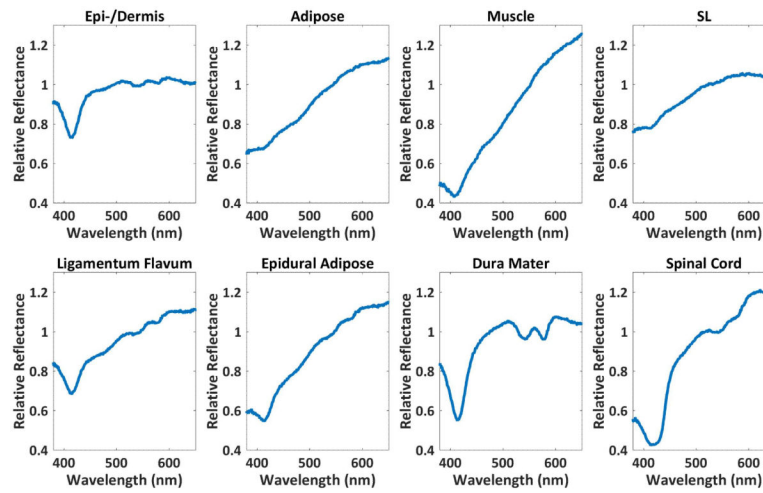 Epi-/Dermis
Adipose
Muscle
SL
Relative Reflectance
1.2
1
0.8
0.6
0.4
400 500 600
Wavelength (nm)
Relative Reflectance
1.2
1
0.8
0.6
0.4
400 500 600
Wavelength (nm)
Relative Reflectance
1.2
1
0.8
0.6
0.4
400 500 600
Wavelength (nm)
Relative Reflectance
1.2
1
0.8
0.6
0.4
400 500 600
Wavelength (nm)
Ligamentum Flavum
Epidural Adipose
Dura Mater
Spinal Cord
Relative Reflectance
1.2
1
0.8
0.6
0.4
400 500 600
Wavelength (nm)
Relative Reflectance
1.2
1
0.8
0.6
0.4
400 500 600
Wavelength (nm)
Relative Reflectance
1.2
1
0.8
0.6
0.4
400 500 600
Wavelength (nm)
Relative Reflectance
1.2
1
0.8
0.6
0.4
400 500 600
Wavelength (nm)